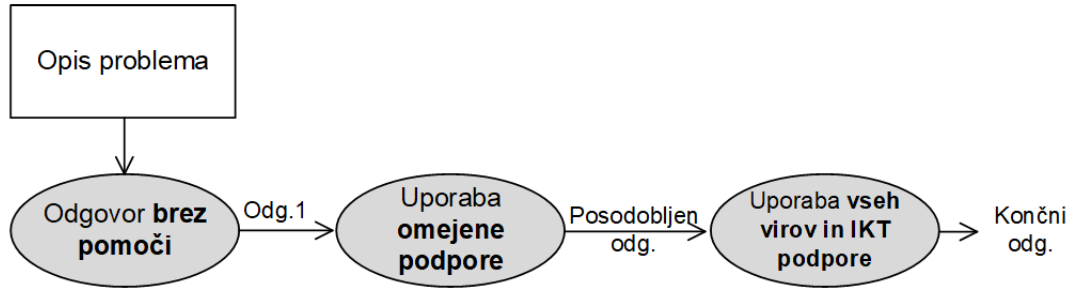 Opis problema
Odgovor brez
pomoči
Odg.1
Uporaba
omejene
podpore
Posodobljen
odg.
Uporaba vseh
virov in IKT
podpore
Končni
odg.